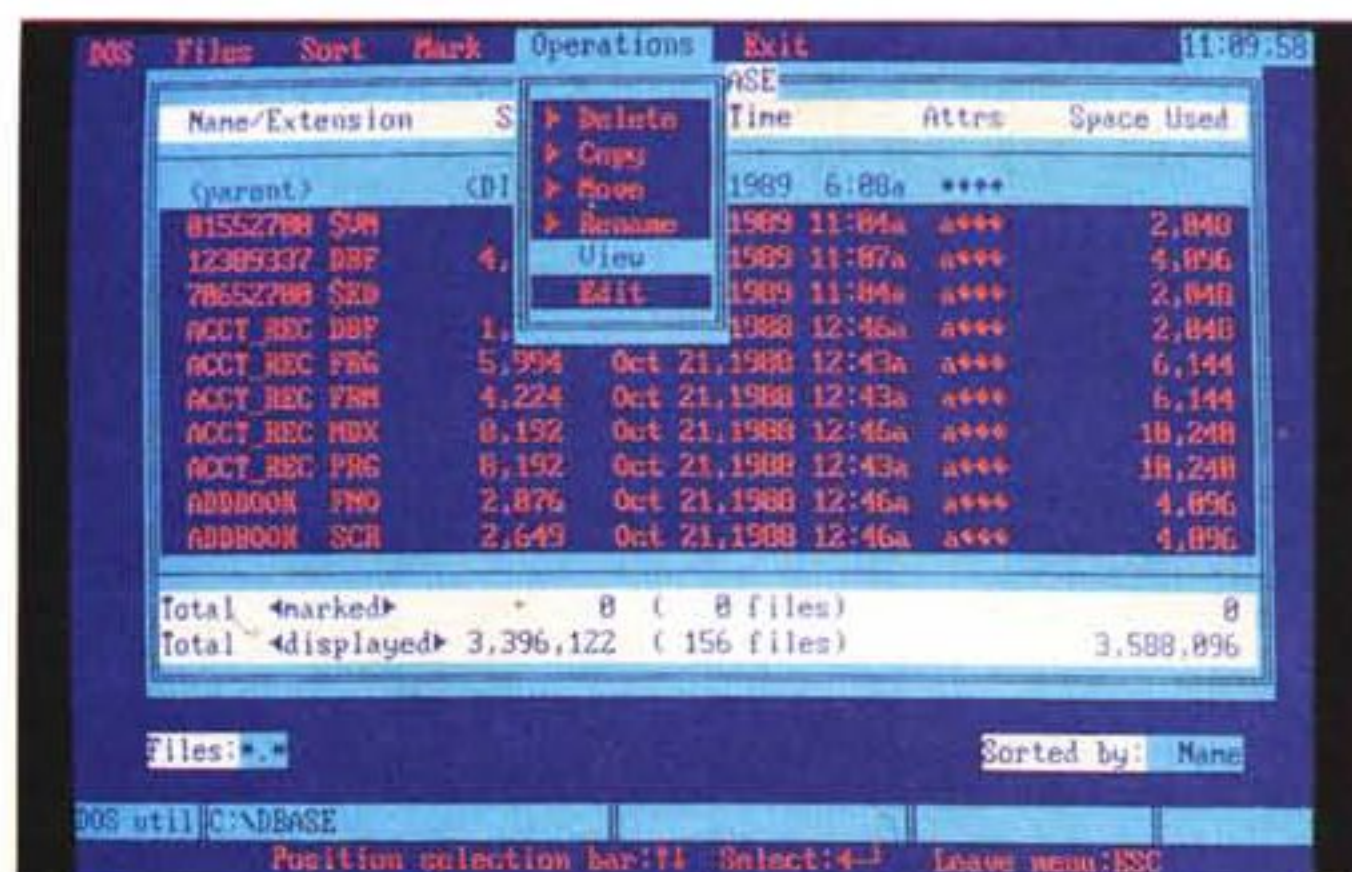 DOS Files Sort Mark Operations Exit 11:09:58
ASE
Name/Extension S Time Attrs Space Used
▶ Delete
▶ Copy
▶ Move
▶ Rename
View
Edit
<parent> <DI 1989 6:08a ◆◆◆◆
01552700 $VM 1989 11:04a a◆◆◆ 2,048
12309337 DBF 4, 1989 11:07a a◆◆◆ 4,096
70652700 $ED 1989 11:04a a◆◆◆ 2,048
ACCT_REC DBF 1, 1988 12:46a a◆◆◆ 2,048
ACCT_REC FRG 5,994 Oct 21,1988 12:43a a◆◆◆ 6,144
ACCT_REC FRM 4,224 Oct 21,1988 12:43a a◆◆◆ 6,144
ACCT_REC MDX 8,192 Oct 21,1988 12:46a a◆◆◆ 10,240
ACCT_REC PRG 8,192 Oct 21,1988 12:43a a◆◆◆ 10,240
ADDBOOK FMO 2,076 Oct 21,1988 12:46a a◆◆◆ 4,096
ADDBOOK SCR 2,649 Oct 21,1988 12:46a a◆◆◆ 4,096
Total ◄marked► 0 ( 0 files) 0
Total ◄displayed► 3,396,122 ( 156 files) 3,588,096
Files:*.* Sorted by: Name
DOS util C:\DBASE
Position selection bar:↑↓ Select:↵ Leave menu:ESC